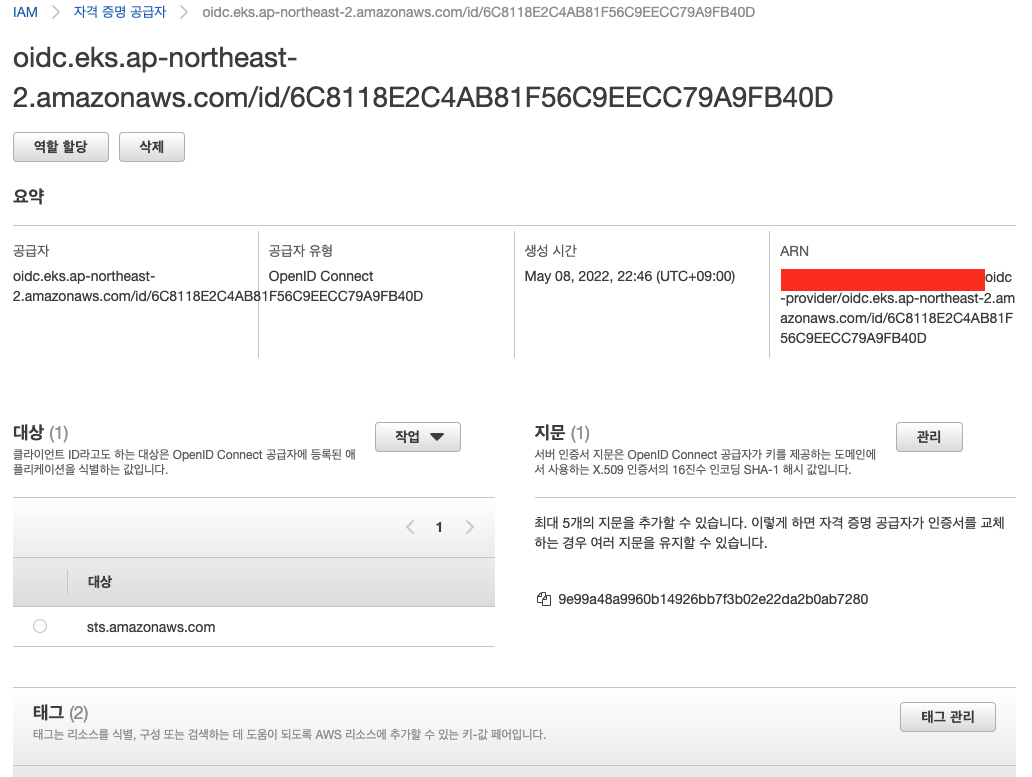 IAM > 자격 증명 공급자 > oidc.eks.ap-northeast-2.amazonaws.com/id/6C8118E2C4AB81F56C9EECC79A9FB40D
oidc.eks.ap-northeast-
2.amazonaws.com/id/6C8118E2C4AB81F56C9EECC79A9FB40D
역할 할당 삭제
요약
공급자
oidc.eks.ap-northeast-
2.amazonaws.com/id/6C8118E2C4AB81F56C9EECC79A9FB40D
공급자 유형
OpenID Connect
생성 시간
May 08, 2022, 22:46 (UTC+09:00)
ARN
oidc
-provider/oidc.eks.ap-northeast-2.am
azonaws.com/id/6C8118E2C4AB81F
56C9EECC79A9FB40D
대상 (1)
작업
클라이언트 ID라고도 하는 대상은 OpenID Connect 공급자에 등록된 애
플리케이션을 식별하는 값입니다.
1
대상
sts.amazonaws.com
지문 (1)
관리
서버 인증서 지문은 OpenID Connect 공급자가 키를 제공하는 도메인에
서 사용하는 X.509 인증서의 16진수 인코딩 SHA-1 해시 값입니다.
최대 5개의 지문을 추가할 수 있습니다. 이렇게 하면 자격 증명 공급자가 인증서를 교체
하는 경우 여러 지문을 유지할 수 있습니다.
9e99a48a9960b14926bb7f3b02e22da2b0ab7280
태그 (2)
태그 관리
태그는 리소스를 식별, 구성 또는 검색하는 데 도움이 되도록 AWS 리소스에 추가할 수 있는 키-값 페어입니다.